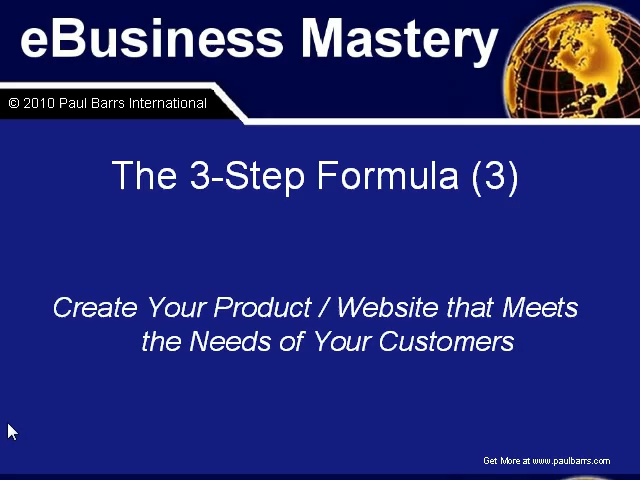 eBusiness Mastery
© 2010 Paul Barrs International
The 3-Step Formula (3)
Create Your Product / Website that Meets
the Needs of Your Customers
Get More at www.paulbarrs.com